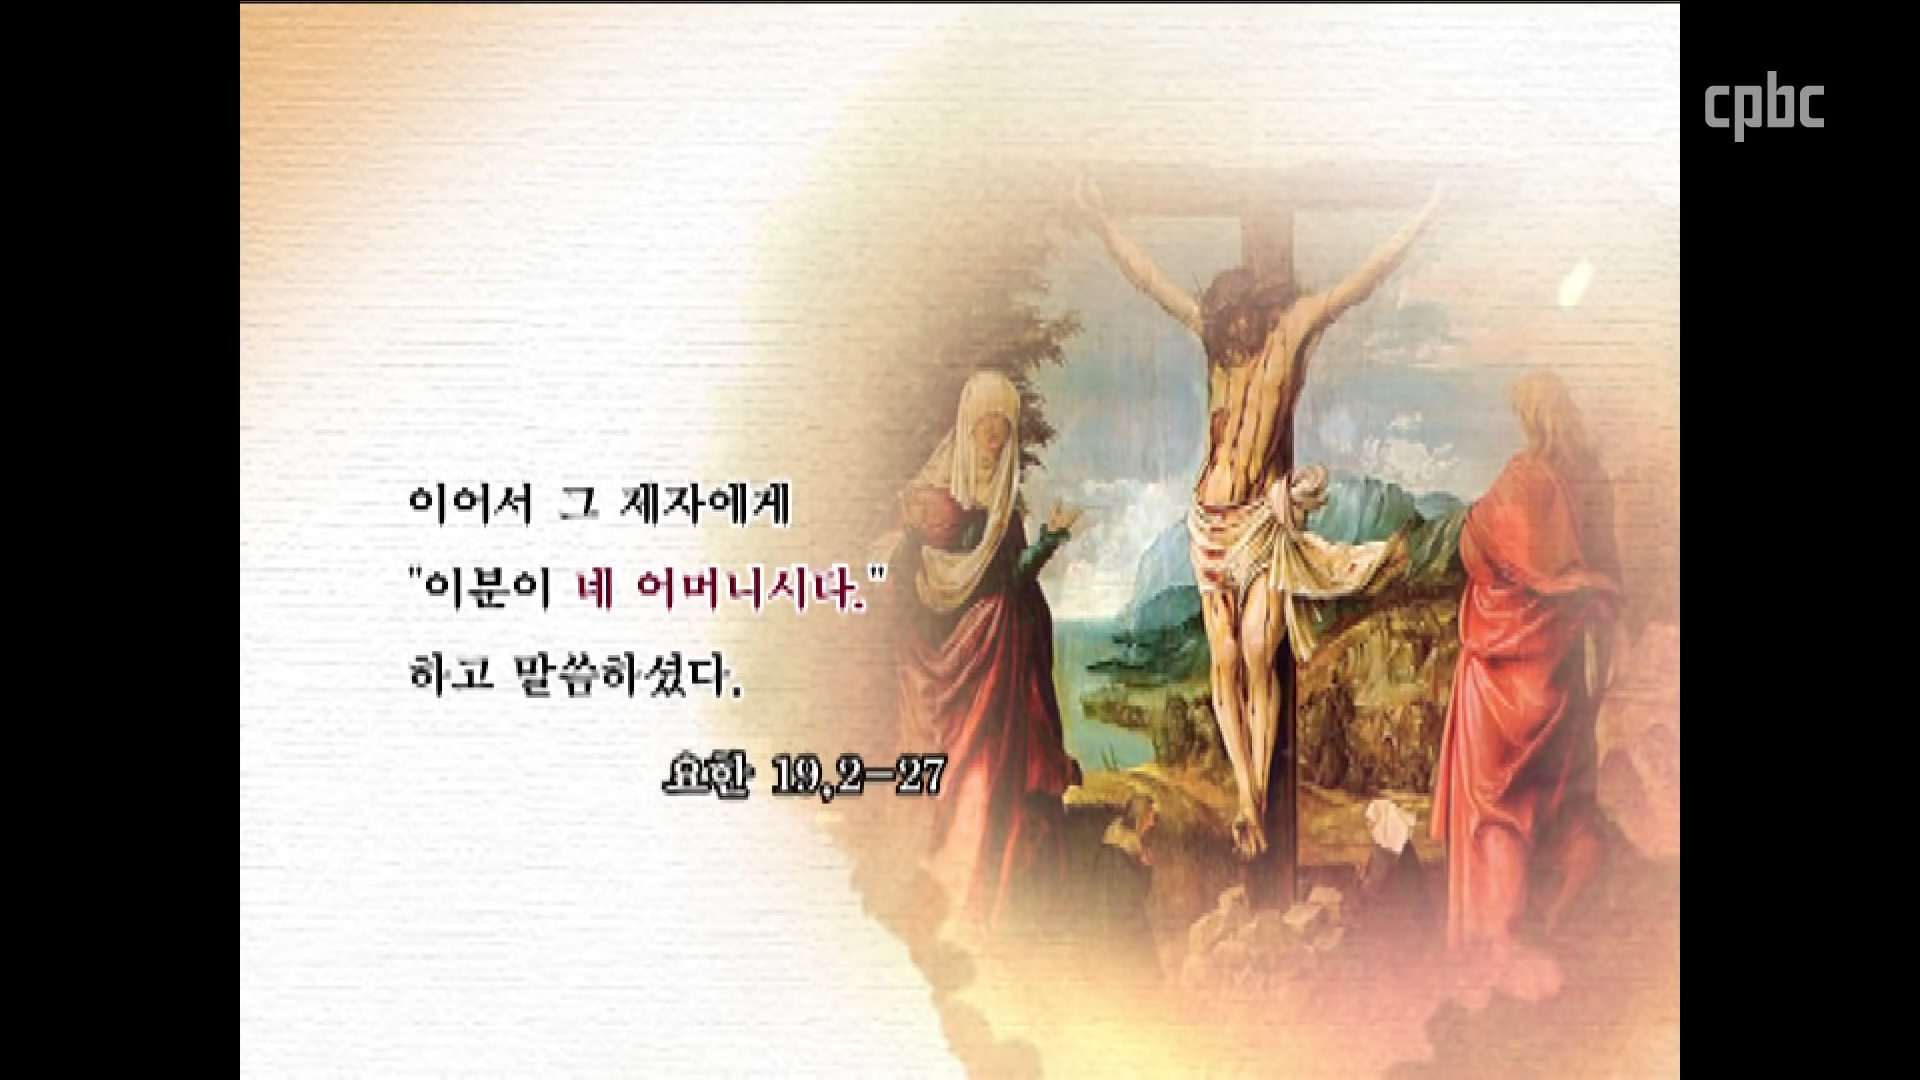 cpbc
이어서 그 제자에게
"이분이 네 어머니시다."
하고 말씀하셨다.
요한 19,2-27